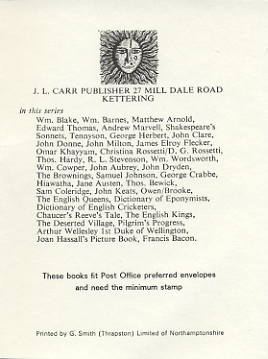 J. L. CARR PUBLISHER 27 MILL DALE ROAD
KETTERING
in this series
Wm. Blake, Wm. Barnes, Matthew Arnold,
Edward Thomas, Andrew Marvell, Shakespeare's
Sonnets, Tennyson, George Herbert, John Clare,
John Donne, John Milton, James Elroy Flecker,
Omar Khayyam, Christina Rossetti/D. G. Rossetti,
Thos. Hardy, R. L. Stevenson, Wm. Wordsworth,
Wm. Cowper, John Aubrey, John Dryden,
The Brownings, Samuel Johnson, George Crabbe,
Hiawatha, Jane Austen, Thos. Bewick,
Sam Coleridge, John Keats, Owen/Brooke,
The English Queens, Dictionary of Eponymists,
Dictionary of English Cricketers,
Chaucer's Reeve's Tale, The English Kings,
The Deserted Village, Pilgrim's Progress,
Arthur Wellesley 1st Duke of Wellington,
Joan Hassall's Picture Book, Francis Bacon.
These books fit Post Office preferred envelopes
and need the minimum stamp
Printed by G. Smith (Thrapston) Limited of Northamptonshire